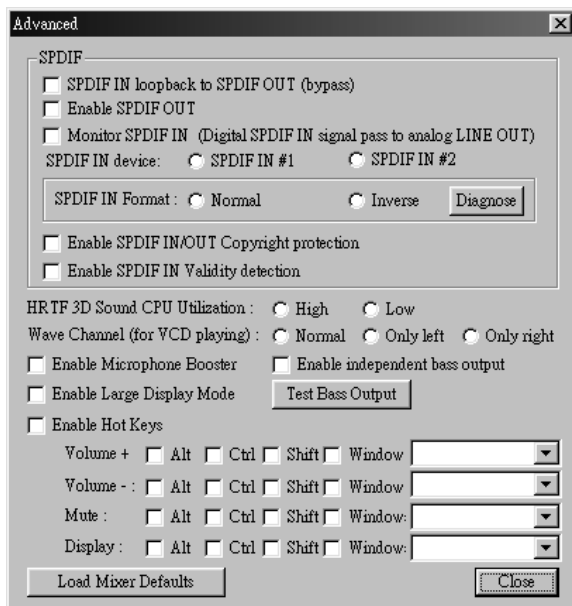 Advanced
SPDIF
SPDIF IN loopback to SPDIF OUT (bypass)
Enable SPDIF OUT
Monitor SPDIF IN (Digital SPDIF IN signal pass to analog LINE OUT)
SPDIF IN device: SPDIF IN #1 SPDIF IN #2
SPDIF IN Format : Normal Inverse Diagnose
Enable SPDIF IN/OUT Copyright protection
Enable SPDIF IN Validity detection
HRTF 3D Sound CPU Utilization : High Low
Wave Channel (for VCD playing) : Normal Only left Only right
Enable Microphone Booster Enable independent bass output
Enable Large Display Mode Test Bass Output
Enable Hot Keys
Volume + Alt Ctrl Shift Window
Volume - : Alt Ctrl Shift Window
Mute : Alt Ctrl Shift Window:
Display : Alt Ctrl Shift Window:
Load Mixer Defaults Close